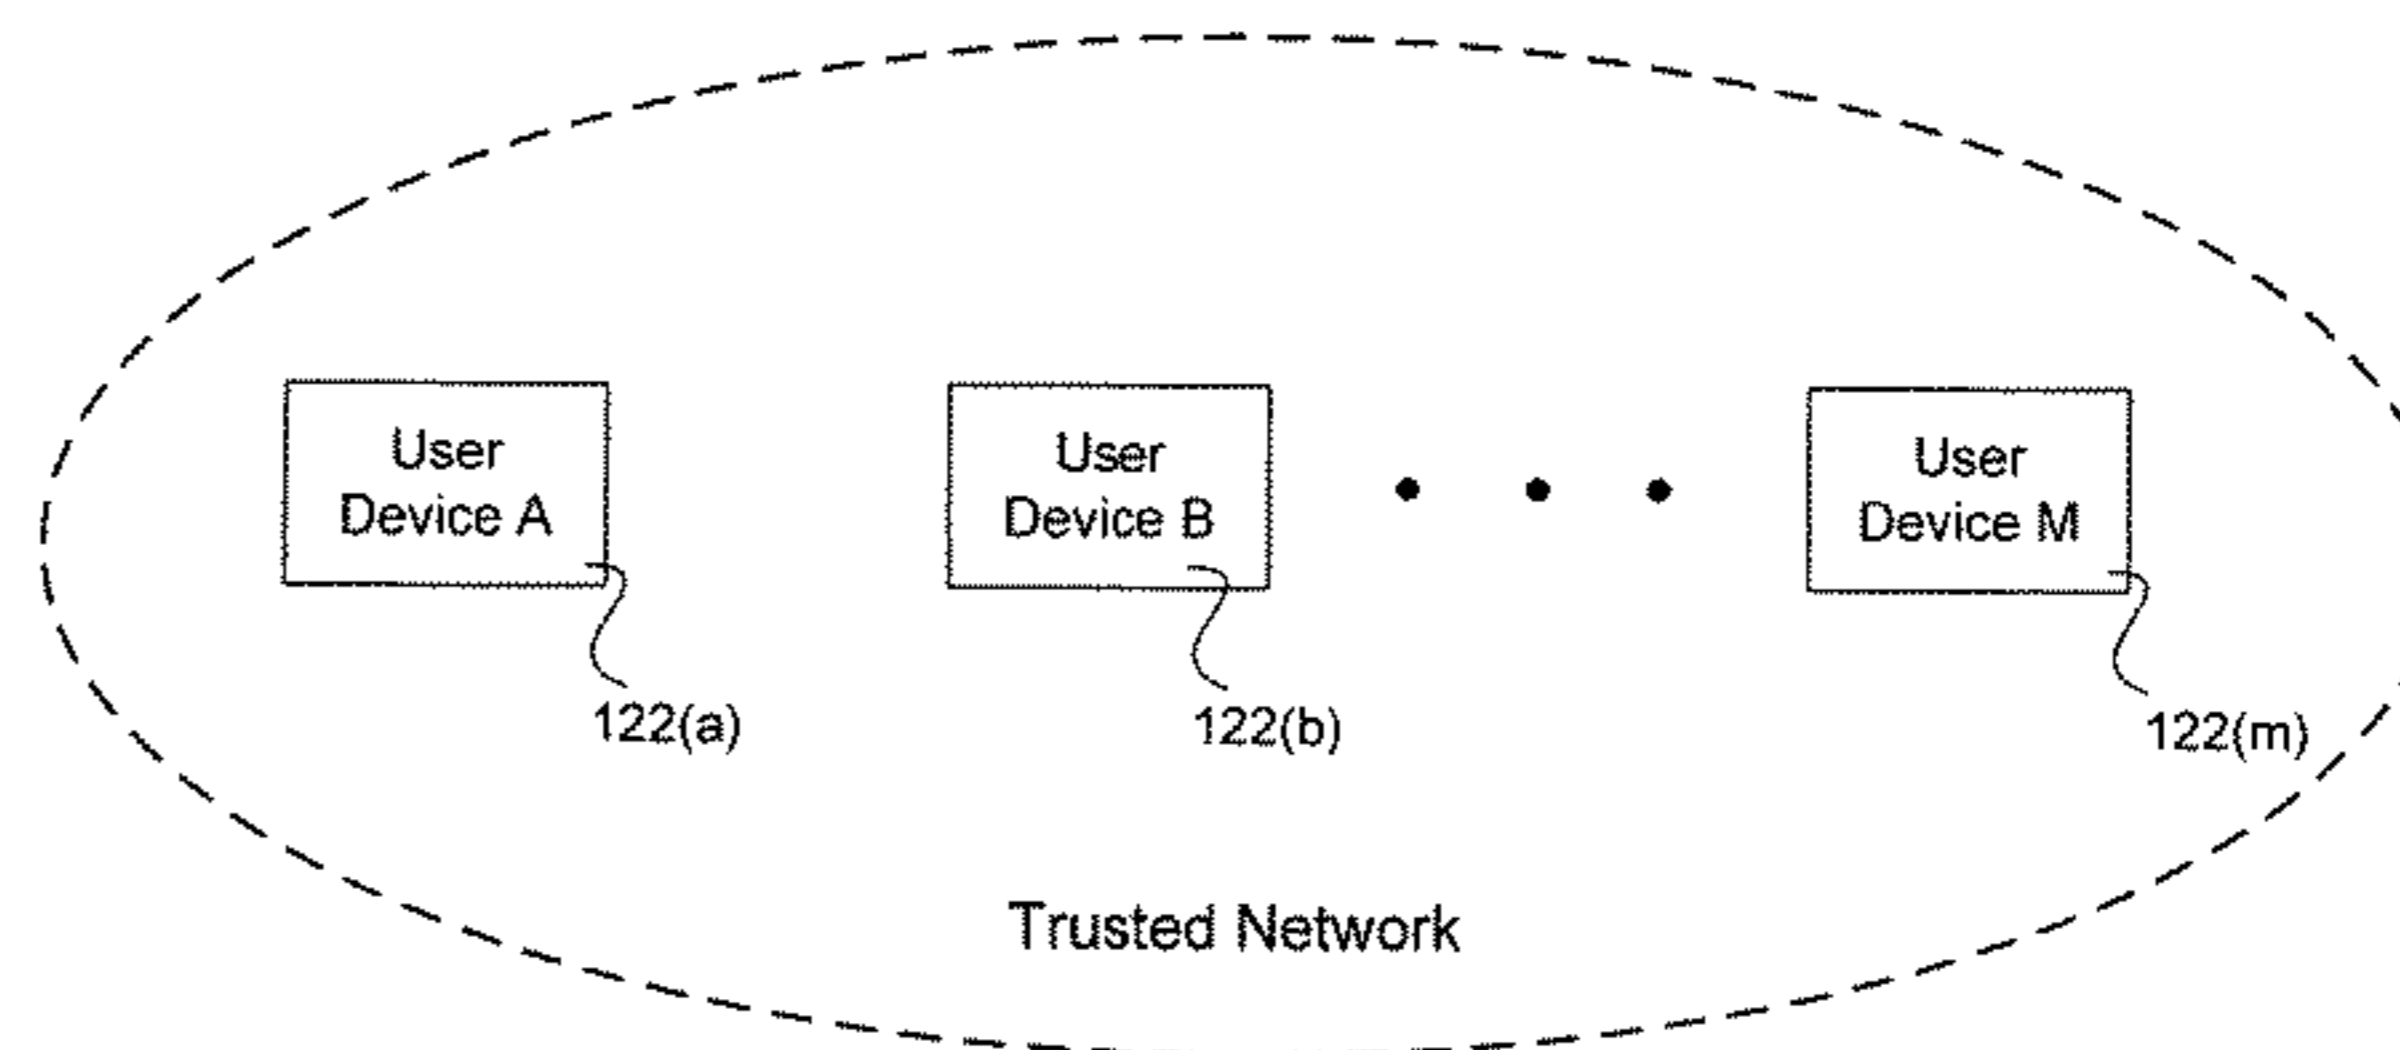 User
Device A
User
Device B
User
Device M
122(a)
122(b)
122(m)
Trusted Network